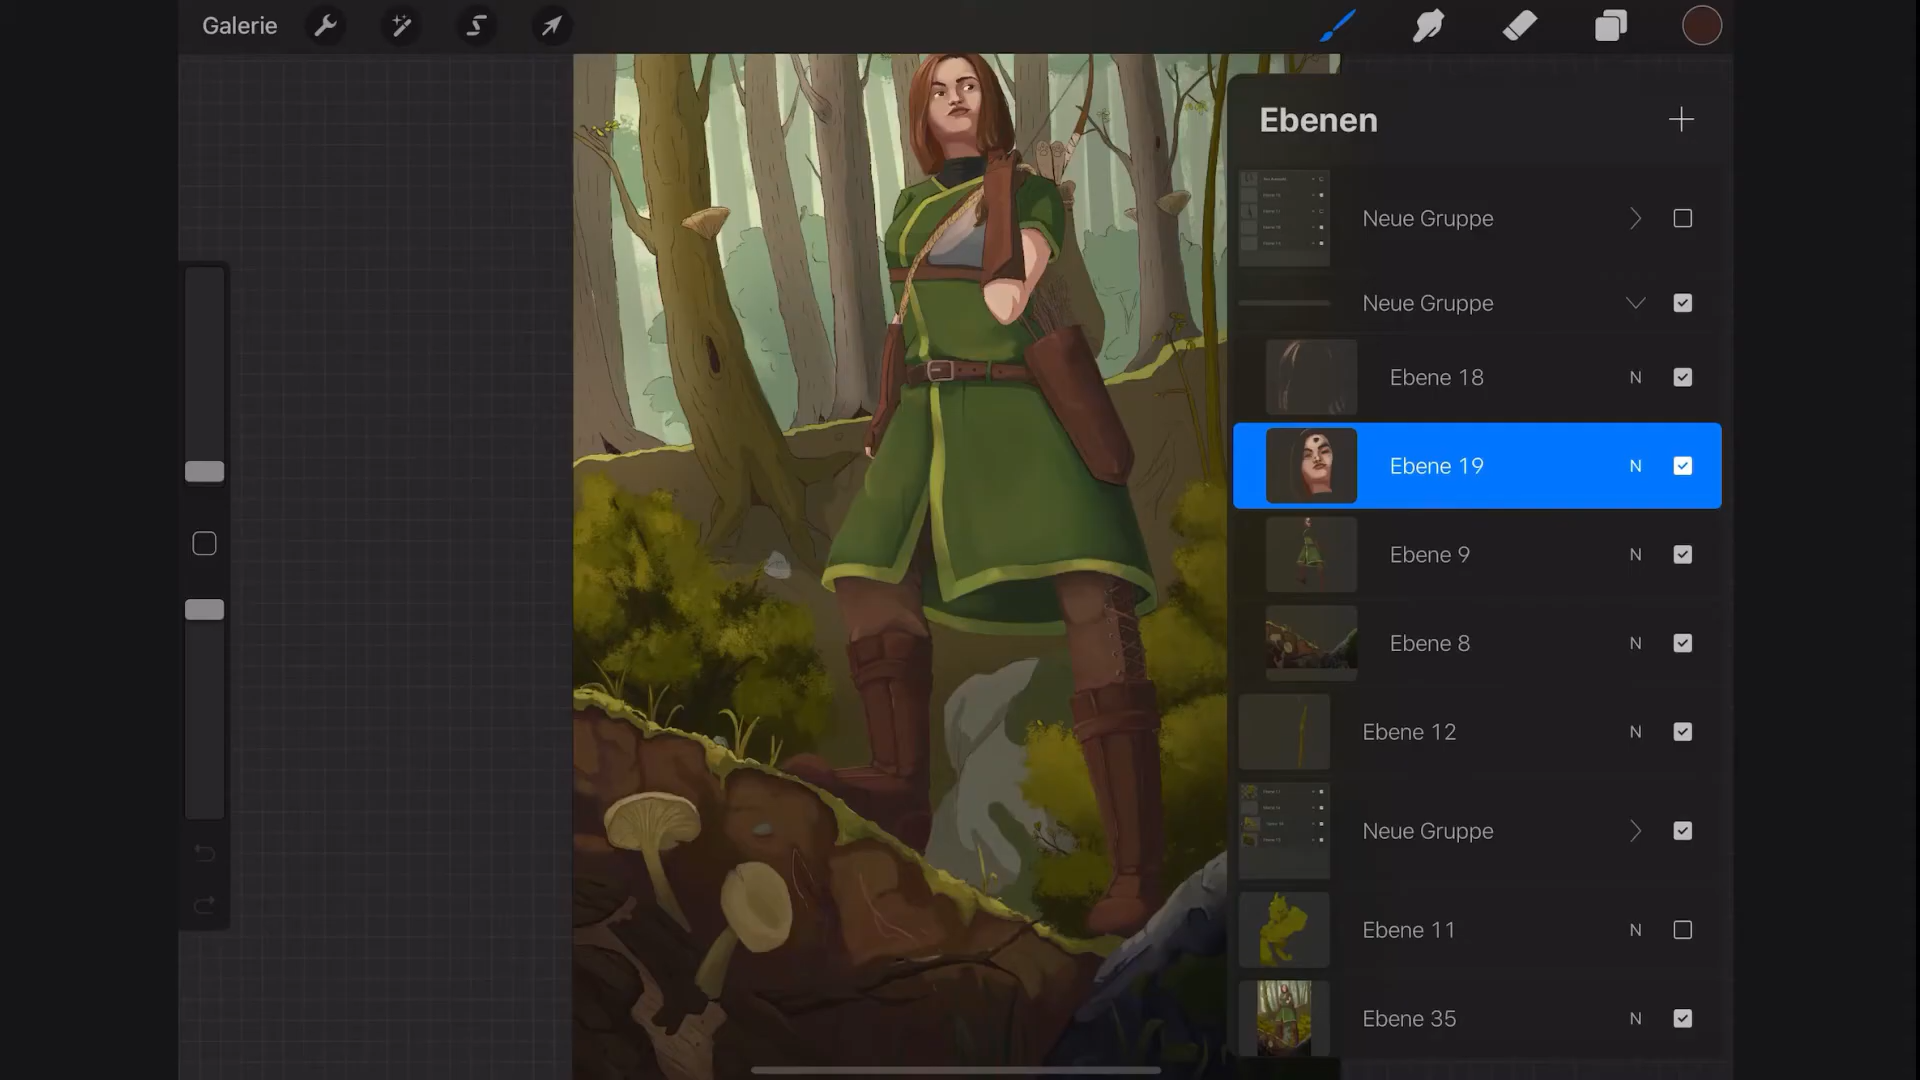 Galerie
Ebenen
Neue Gruppe
Neue Gruppe
Ebene 18 N
Ebene 19 N
Ebene 9 N
Ebene 8 N
Ebene 12 N
Neue Gruppe
Ebene 11 N
Ebene 35 N